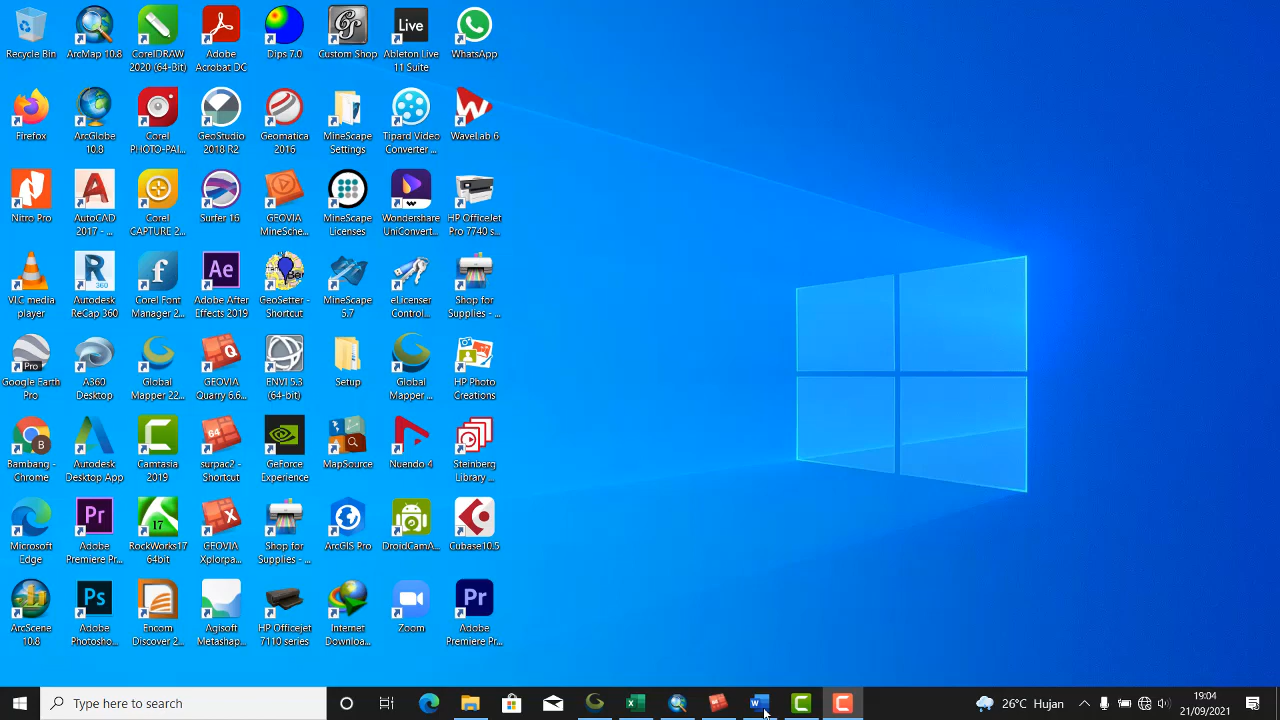 Recycle Bin
ArcMap 10.8
CorelDRAW
2020 (64-Bit)
Adobe
Acrobat DC
Dips 7.0
GS
Custom Shop
Live
Ableton Live
11 Suite
WhatsApp
Firefox
ArcGlobe
10.8
Corel
PHOTO-PAI...
GeoStudio
2018 R2
Geomatica
2016
MineScape
Settings
Tipard Video
Converter ...
WaveLab 6
Nitro Pro
AutoCAD
2017 - ...
Corel
CAPTURE 2...
Surfer 16
GEOVIA
MineSche...
MineScape
Licenses
Wondershare
UniConvert...
HP OfficeJet
Pro 7740 s...
VLC media
player
R
360
Autodesk
ReCap 360
Corel Font
Manager 2...
Ae
Adobe After
Effects 2019
GeoSetter -
Shortcut
MineScape
5.7
eLicenser
Control...
Shop for
Supplies - ...
Pro
Google Earth
Pro
A360
Desktop
Global
Mapper 22...
Q
GEOVIA
Quarry 6.6...
ENVI 5.3
(64-bit)
Setup
Global
Mapper ...
HP Photo
Creations
B
Bambang -
Chrome
Autodesk
Desktop App
Camtasia
2019
64
surpac2 -
Shortcut
GeForce
Experience
MapSource
Nuendo 4
Steinberg
Library ...
Microsoft
Edge
Pr
Adobe
Premiere Pr...
17
RockWorks17
64bit
X
GEOVIA
Xplorpa...
Shop for
Supplies - ...
ArcGIS Pro
DroidCamA...
Cubase10.5
ArcScene
10.8
Ps
Adobe
Photosho...
Encom
Discover 2...
Agisoft
Metashap...
HP Officejet
7110 series
Internet
Downloa...
Zoom
Pr
Adobe
Premiere Pr...
Type here to search
26°C Hujan
19:04
21/09/2021